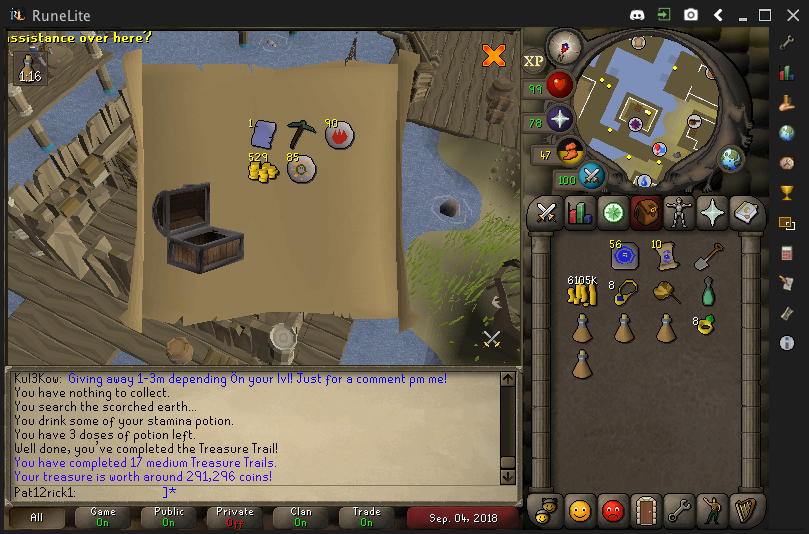 RuneLite
assistance over here?
1:16
XP
1
90
529
85
99
78
47
100
56
10
6105K
8
8
Kul3Kow: Giving away 1-3m depending On your lvl! Just for a comment pm me!
You have nothing to collect.
You search the scorched earth...
You drink some of your stamina potion.
You have 3 doses of potion left.
Well done, you've completed the Treasure Trail!
You have completed 17 medium Treasure Trails.
Your treasure is worth around 291,296 coins!
Pat12rick1: ]*
All
Game On
Public On
Private Off
Clan On
Trade On
Sep. 04, 2018